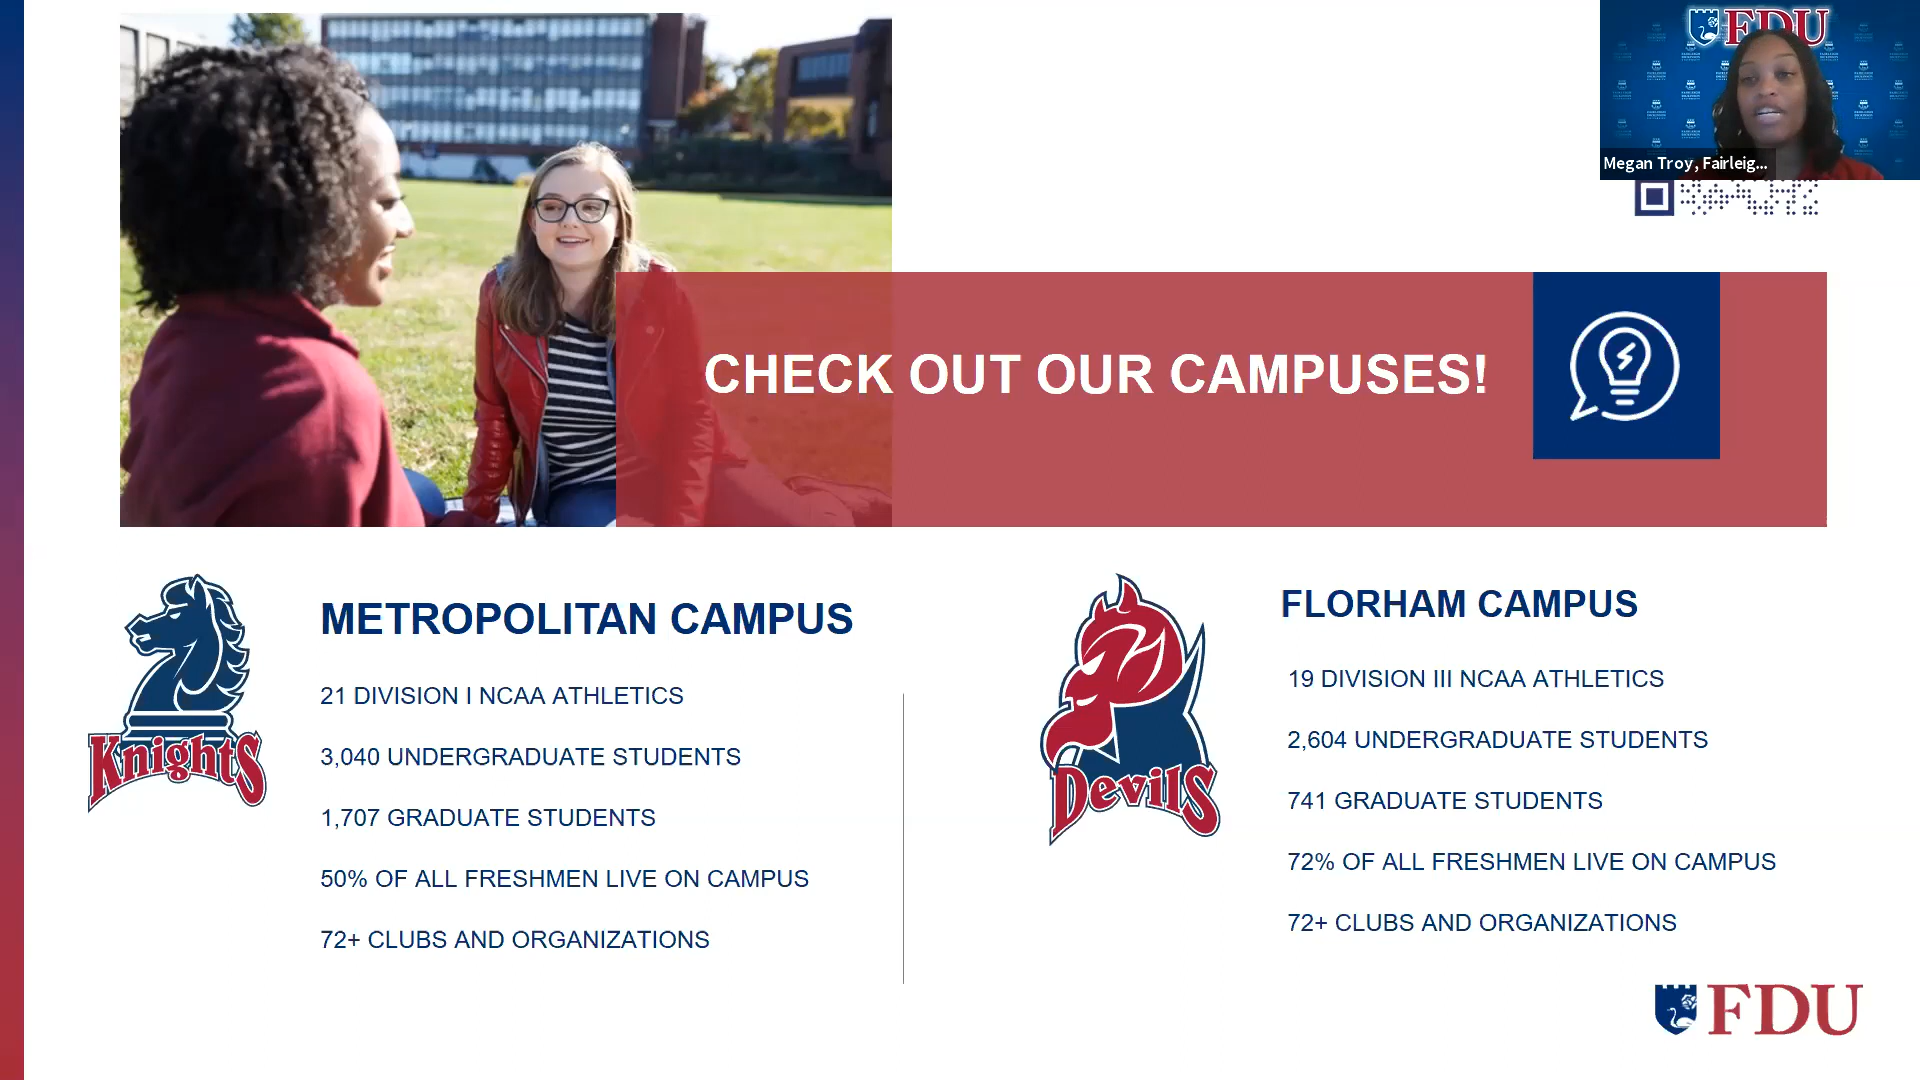 FDU
Megan Troy, Fairleig...
CHECK OUT OUR CAMPUSES!
METROPOLITAN CAMPUS
21 DIVISION I NCAA ATHLETICS
3,040 UNDERGRADUATE STUDENTS
1,707 GRADUATE STUDENTS
50% OF ALL FRESHMEN LIVE ON CAMPUS
72+ CLUBS AND ORGANIZATIONS
Knights
FLORHAM CAMPUS
19 DIVISION III NCAA ATHLETICS
2,604 UNDERGRADUATE STUDENTS
741 GRADUATE STUDENTS
72% OF ALL FRESHMEN LIVE ON CAMPUS
72+ CLUBS AND ORGANIZATIONS
Devils
FDU